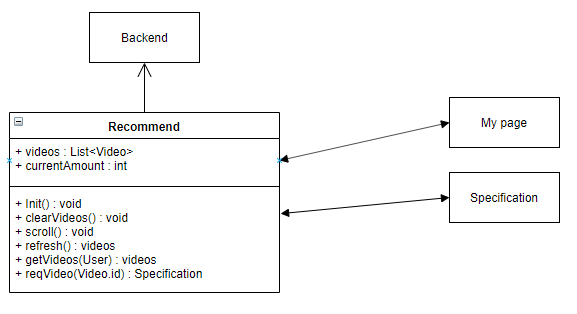 Backend
Recommend
+ videos : List<Video>
+ currentAmount : int
My page
Specification
+ Init() : void
+ clearVideos() : void
+ scroll() : void
+ refresh() : videos
+ getVideos(User) : videos
+ reqVideo(Video.id) : Specification